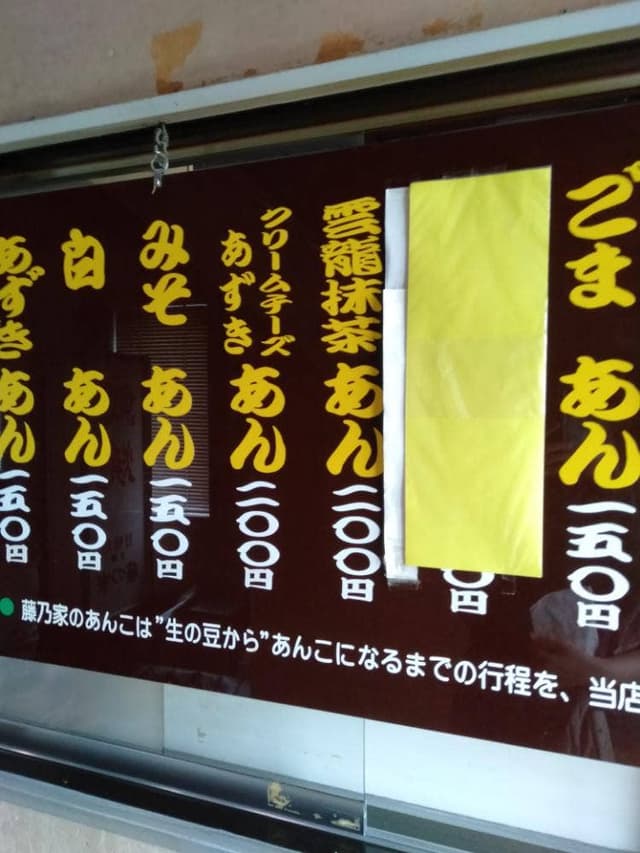 ごま あん 一五〇円
〇円
雲龍抹茶 あん 二〇〇円
クリームチーズ
あずき あん 二〇〇円
みそ あん 一五〇円
白 あん 一五〇円
あずき あん 一五〇円
●藤乃家のあんこは”生の豆から”あんこになるまでの行程を、当店